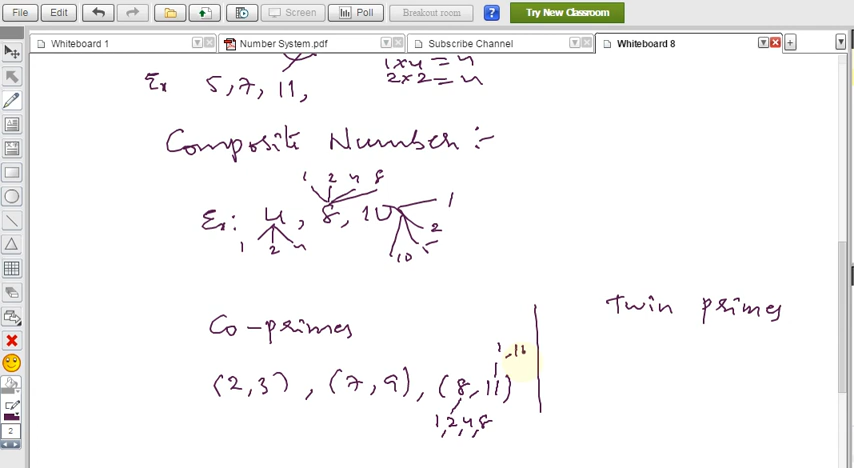 File Edit Screen Poll Breakout room ? Try New Classroom
Whiteboard 1 Number System.pdf Subscribe Channel Whiteboard 8
1x4 = 4
Ex 5, 7, 11, 2x2 = 4
Composite Number :-
1 2 4 8
Ex: 4, 8, 10 1
1 2 4 10 5 2
Twin primes
Co-primes
1, 11
(2,3), (7,9), (8,11)
1,2,4,8
2